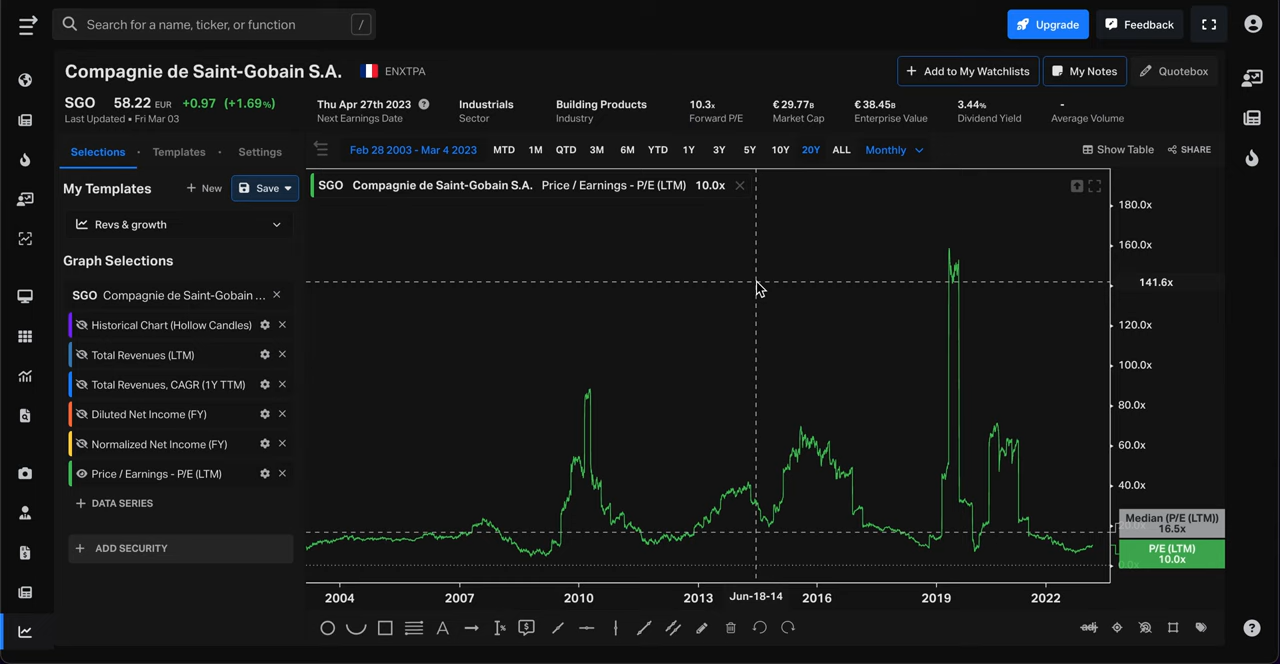 Search for a name, ticker, or function /
Upgrade
Feedback
Compagnie de Saint-Gobain S.A. ENXTPA
+ Add to My Watchlists
My Notes
Quotebox
SGO 58.22 EUR +0.97 (+1.69%)
Last Updated • Fri Mar 03
Thu Apr 27th 2023 ?
Next Earnings Date
Industrials
Sector
Building Products
Industry
10.3x
Forward P/E
€29.77B
Market Cap
€38.45B
Enterprise Value
3.44%
Dividend Yield
-
Average Volume
Selections • Templates • Settings
Feb 28 2003 - Mar 4 2023 MTD 1M QTD 3M 6M YTD 1Y 3Y 5Y 10Y 20Y ALL Monthly
Show Table SHARE
My Templates + New Save
Revs & growth
Graph Selections
SGO Compagnie de Saint-Gobain ... ×
Historical Chart (Hollow Candles)
Total Revenues (LTM)
Total Revenues, CAGR (1Y TTM)
Diluted Net Income (FY)
Normalized Net Income (FY)
Price / Earnings - P/E (LTM)
+ DATA SERIES
+ ADD SECURITY
SGO Compagnie de Saint-Gobain S.A. Price / Earnings - P/E (LTM) 10.0x ×
180.0x
160.0x
141.6x
120.0x
100.0x
80.0x
60.0x
40.0x
20.0x
Median (P/E (LTM))
16.5x
P/E (LTM)
10.0x
0.0x
2004 2007 2010 2013 Jun-18-14 2016 2019 2022
A
$
adj
?